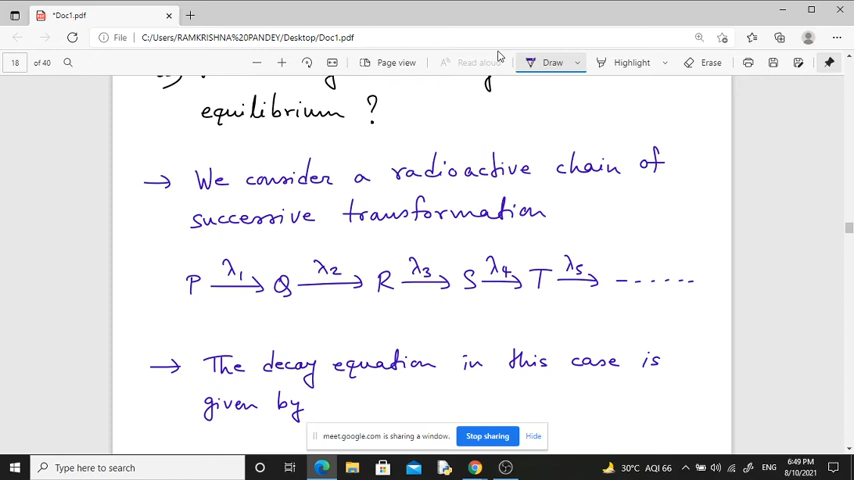 *Doc1.pdf
File C:/Users/RAMKRISHNA%20PANDEY/Desktop/Doc1.pdf
18 of 40 Page view Read aloud Draw Highlight Erase
equilibrium ?
→ We consider a radioactive chain of
successive transformation
P λ1→ Q λ2→ R λ3→ S λ4→ T λ5→ ------
→ The decay equation in this case is
given by
meet.google.com is sharing a window. Stop sharing Hide
Type here to search 30°C AQI 66 ENG 6:49 PM
8/10/2021